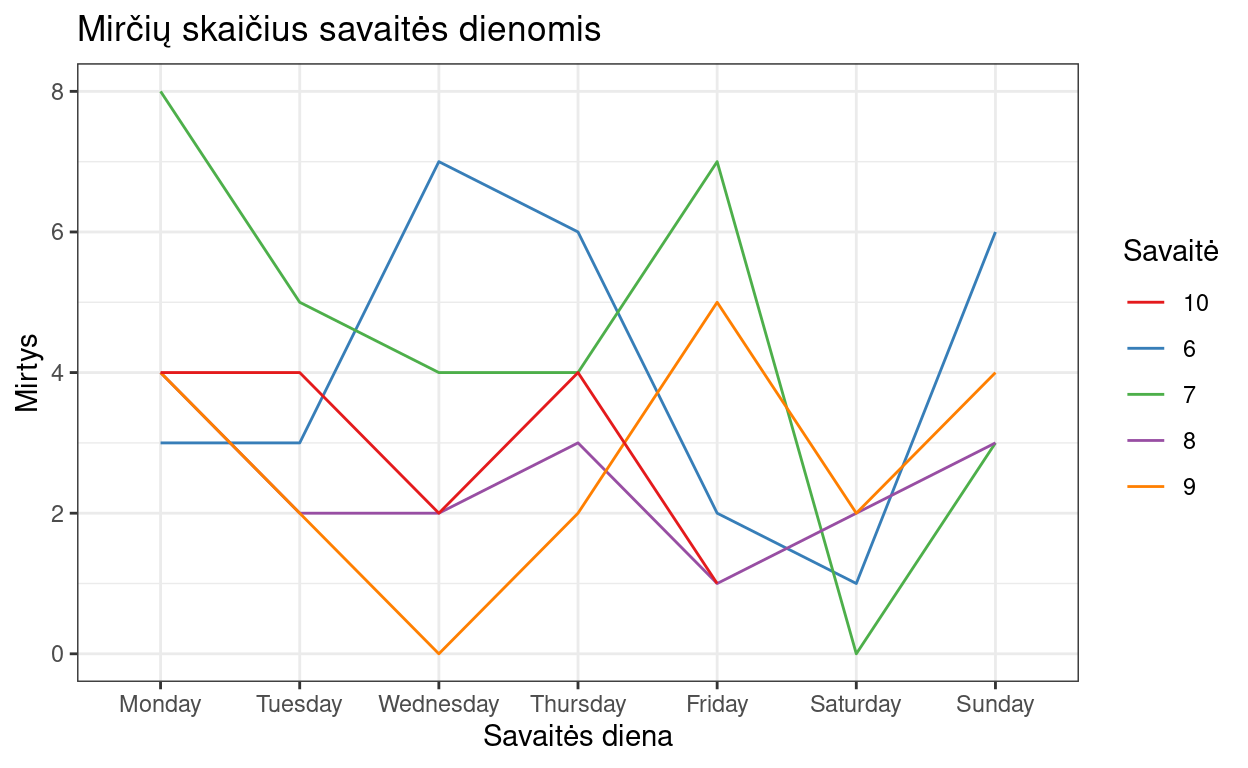 Mirčių skaičius savaitės dienomis
Mirtys
8
6
4
2
0
Monday Tuesday Wednesday Thursday Friday Saturday Sunday
Savaitės diena
Savaitė
10
6
7
8
9